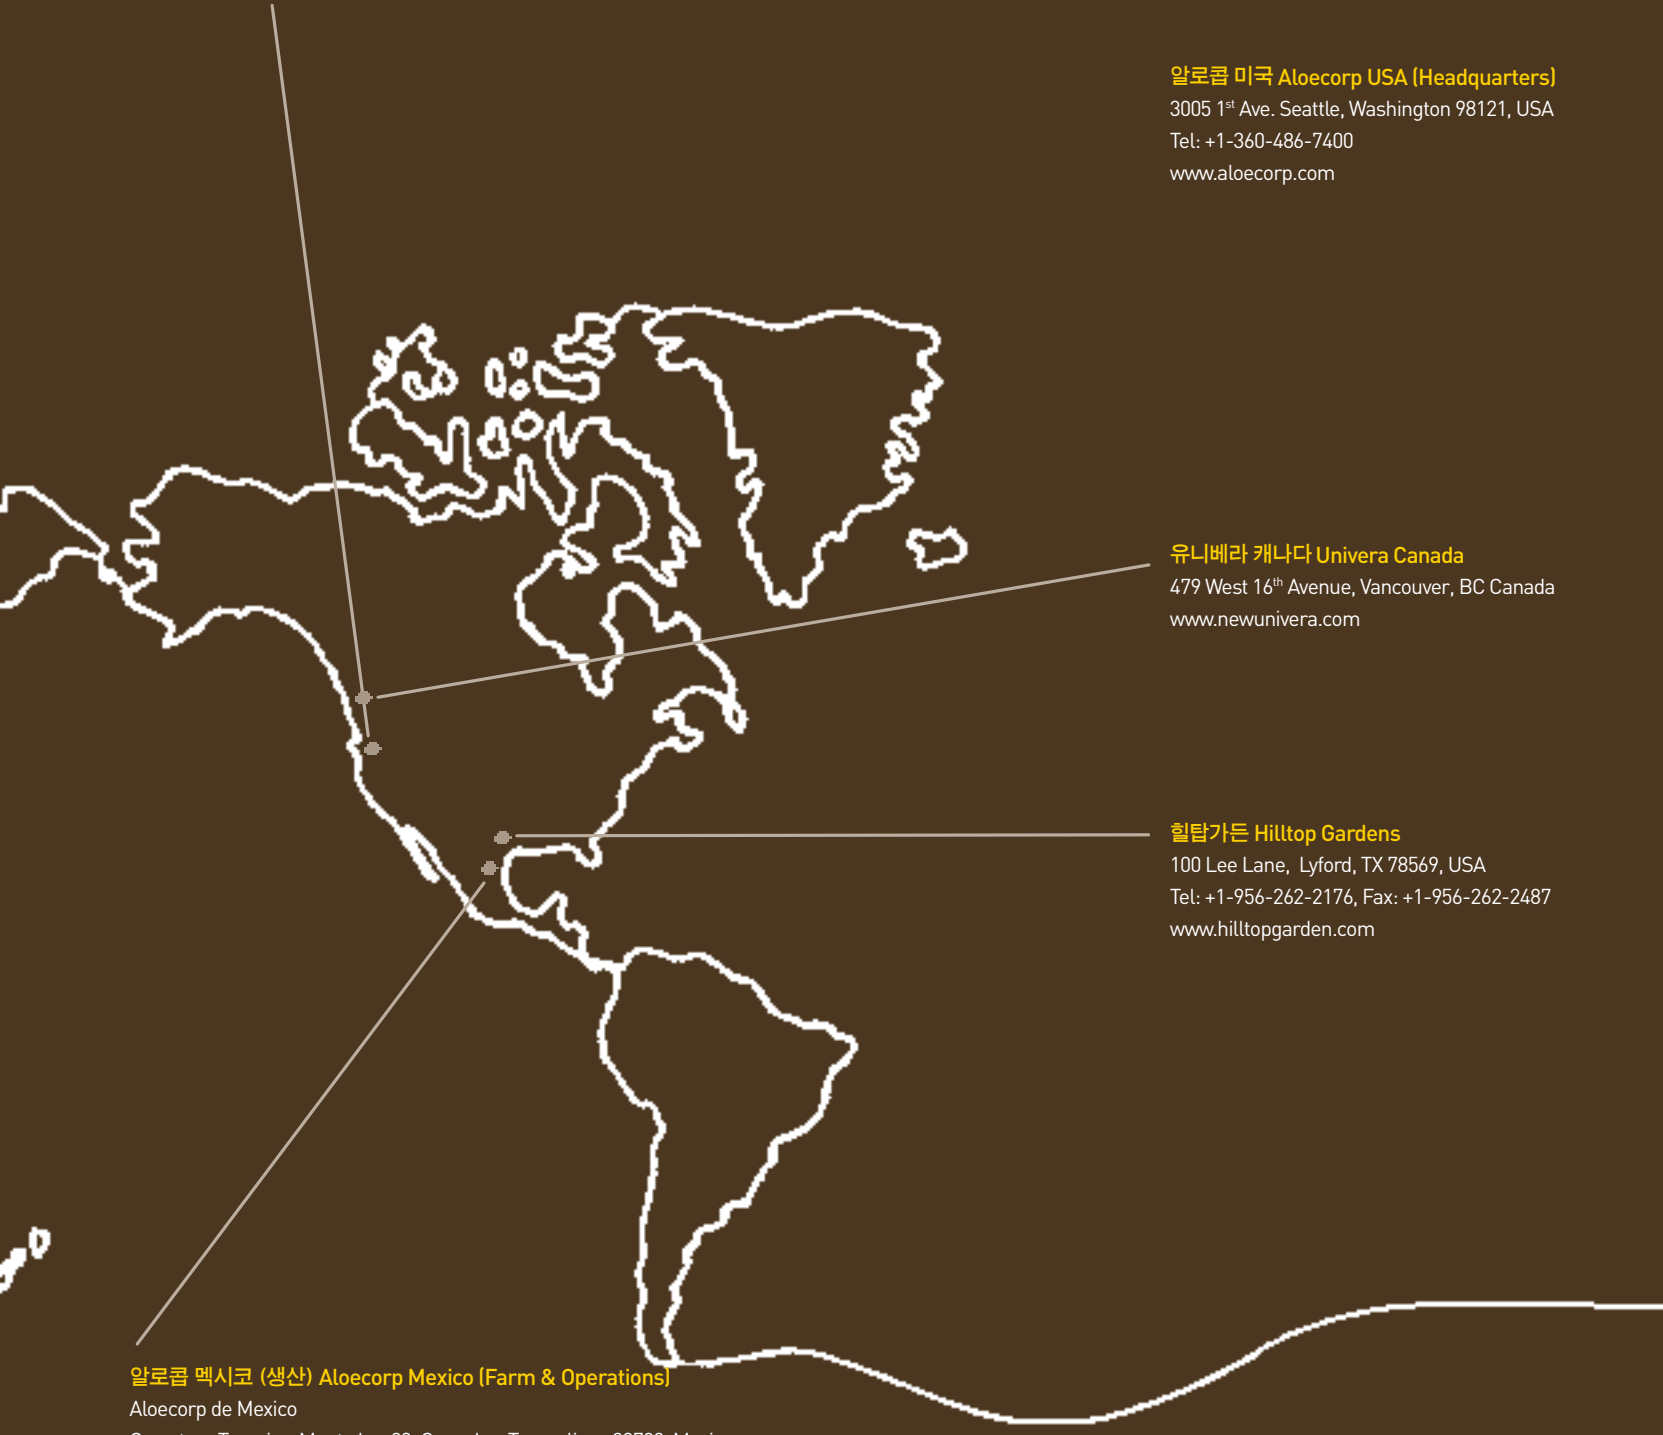 알로콥 미국 Aloecorp USA (Headquarters)
3005 1st Ave. Seattle, Washington 98121, USA
Tel: +1-360-486-7400
www.aloecorp.com
유니베라 캐나다 Univera Canada
479 West 16th Avenue, Vancouver, BC Canada
www.newunivera.com
힐탑가든 Hilltop Gardens
100 Lee Lane, Lyford, TX 78569, USA
Tel: +1-956-262-2176, Fax: +1-956-262-2487
www.hilltopgarden.com
알로콥 멕시코 (생산) Aloecorp Mexico (Farm & Operations)
Aloecorp de Mexico